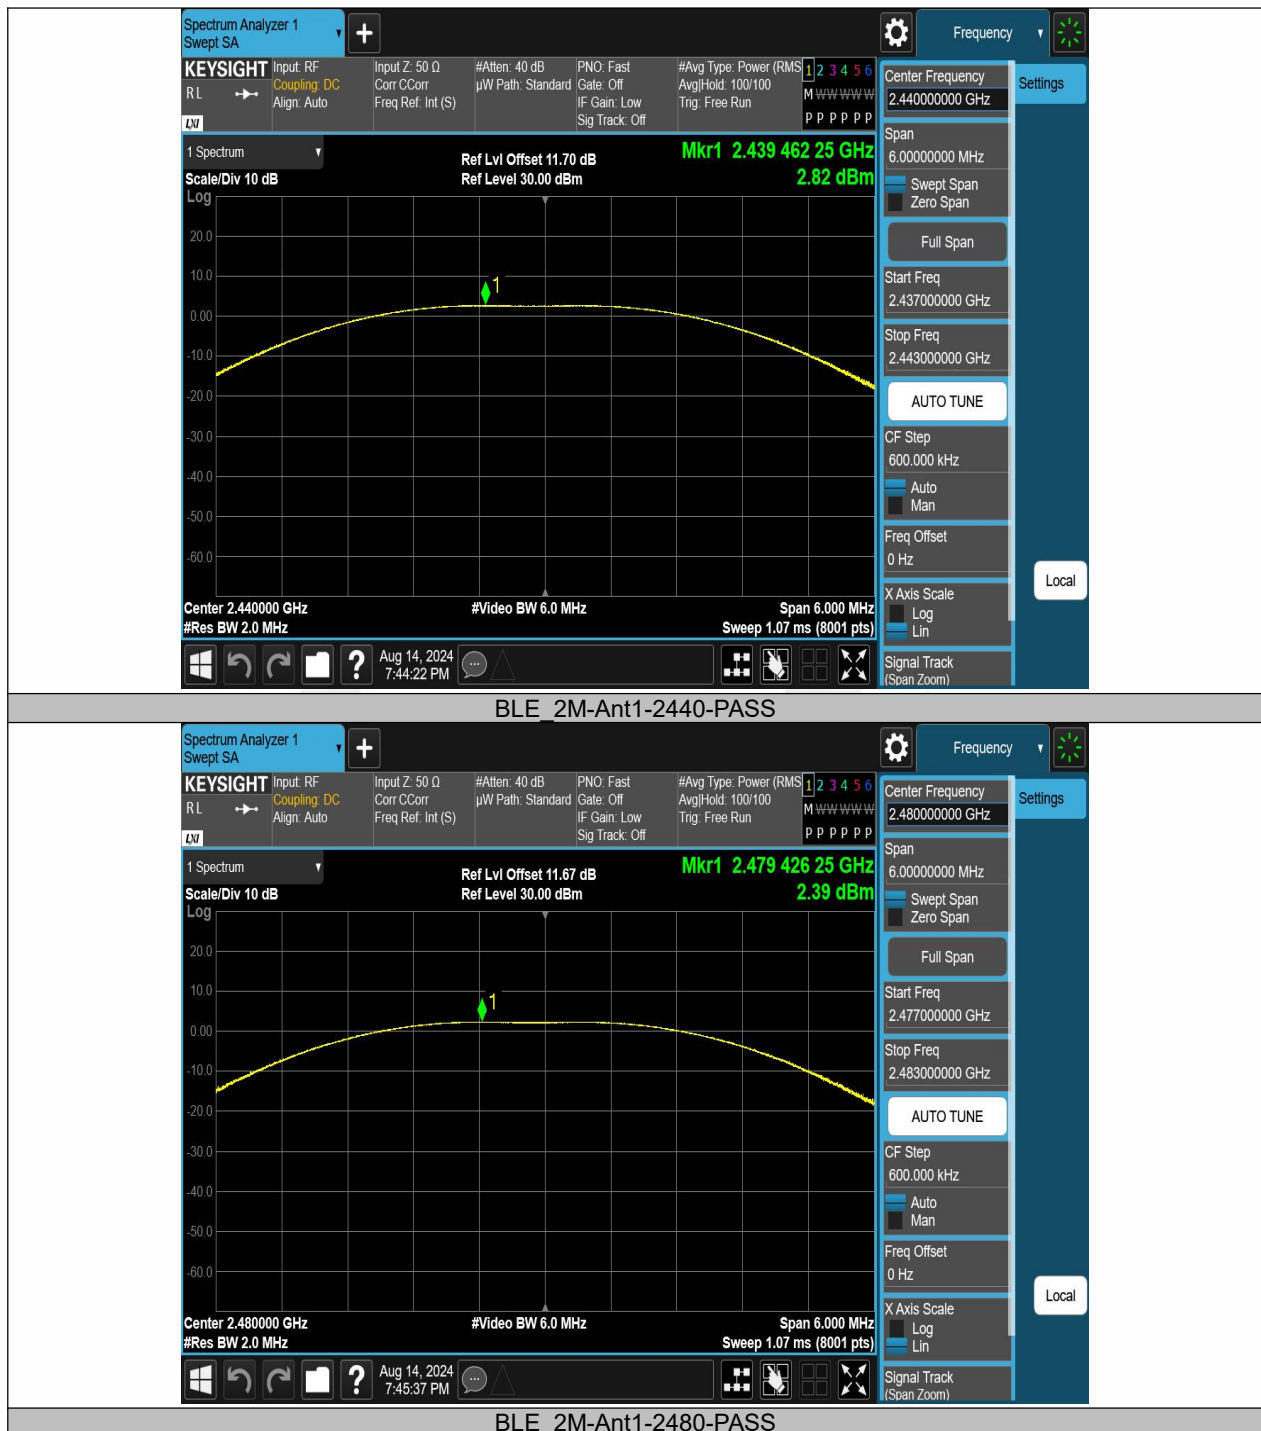 Spectrum Analyzer 1
Swept SA
Frequency
KEYSIGHT
R L
LXI
Input: RF
Coupling: DC
Align: Auto
Input Z: 50 Ω
Corr CCorr
Freq Ref: Int (S)
#Atten: 40 dB
µW Path: Standard
PNO: Fast
Gate: Off
IF Gain: Low
Sig Track: Off
#Avg Type: Power (RMS
Avg|Hold: 100/100
Trig: Free Run
1 2 3 4 5 6
M W W W W W
P P P P P P
1 Spectrum
Scale/Div 10 dB
Ref Lvl Offset 11.70 dB
Ref Level 30.00 dBm
Mkr1 2.439 462 25 GHz
2.82 dBm
Log
20.0
10.0
0.00
-10.0
-20.0
-30.0
-40.0
-50.0
-60.0
1
Center 2.440000 GHz
#Res BW 2.0 MHz
#Video BW 6.0 MHz
Span 6.000 MHz
Sweep 1.07 ms (8001 pts)
Aug 14, 2024
7:44:22 PM
Center Frequency
2.440000000 GHz
Span
6.00000000 MHz
Swept Span
Zero Span
Full Span
Start Freq
2.437000000 GHz
Stop Freq
2.443000000 GHz
AUTO TUNE
CF Step
600.000 kHz
Auto
Man
Freq Offset
0 Hz
X Axis Scale
Log
Lin
Signal Track
(Span Zoom)
Settings
Local
BLE_2M-Ant1-2440-PASS
Spectrum Analyzer 1
Swept SA
Frequency
KEYSIGHT
R L
LXI
Input: RF
Coupling: DC
Align: Auto
Input Z: 50 Ω
Corr CCorr
Freq Ref: Int (S)
#Atten: 40 dB
µW Path: Standard
PNO: Fast
Gate: Off
IF Gain: Low
Sig Track: Off
#Avg Type: Power (RMS
Avg|Hold: 100/100
Trig: Free Run
1 2 3 4 5 6
M W W W W W
P P P P P P
1 Spectrum
Scale/Div 10 dB
Ref Lvl Offset 11.67 dB
Ref Level 30.00 dBm
Mkr1 2.479 426 25 GHz
2.39 dBm
Log
20.0
10.0
0.00
-10.0
-20.0
-30.0
-40.0
-50.0
-60.0
1
Center 2.480000 GHz
#Res BW 2.0 MHz
#Video BW 6.0 MHz
Span 6.000 MHz
Sweep 1.07 ms (8001 pts)
Aug 14, 2024
7:45:37 PM
Center Frequency
2.480000000 GHz
Span
6.00000000 MHz
Swept Span
Zero Span
Full Span
Start Freq
2.477000000 GHz
Stop Freq
2.483000000 GHz
AUTO TUNE
CF Step
600.000 kHz
Auto
Man
Freq Offset
0 Hz
X Axis Scale
Log
Lin
Signal Track
(Span Zoom)
Settings
Local
BLE_2M-Ant1-2480-PASS